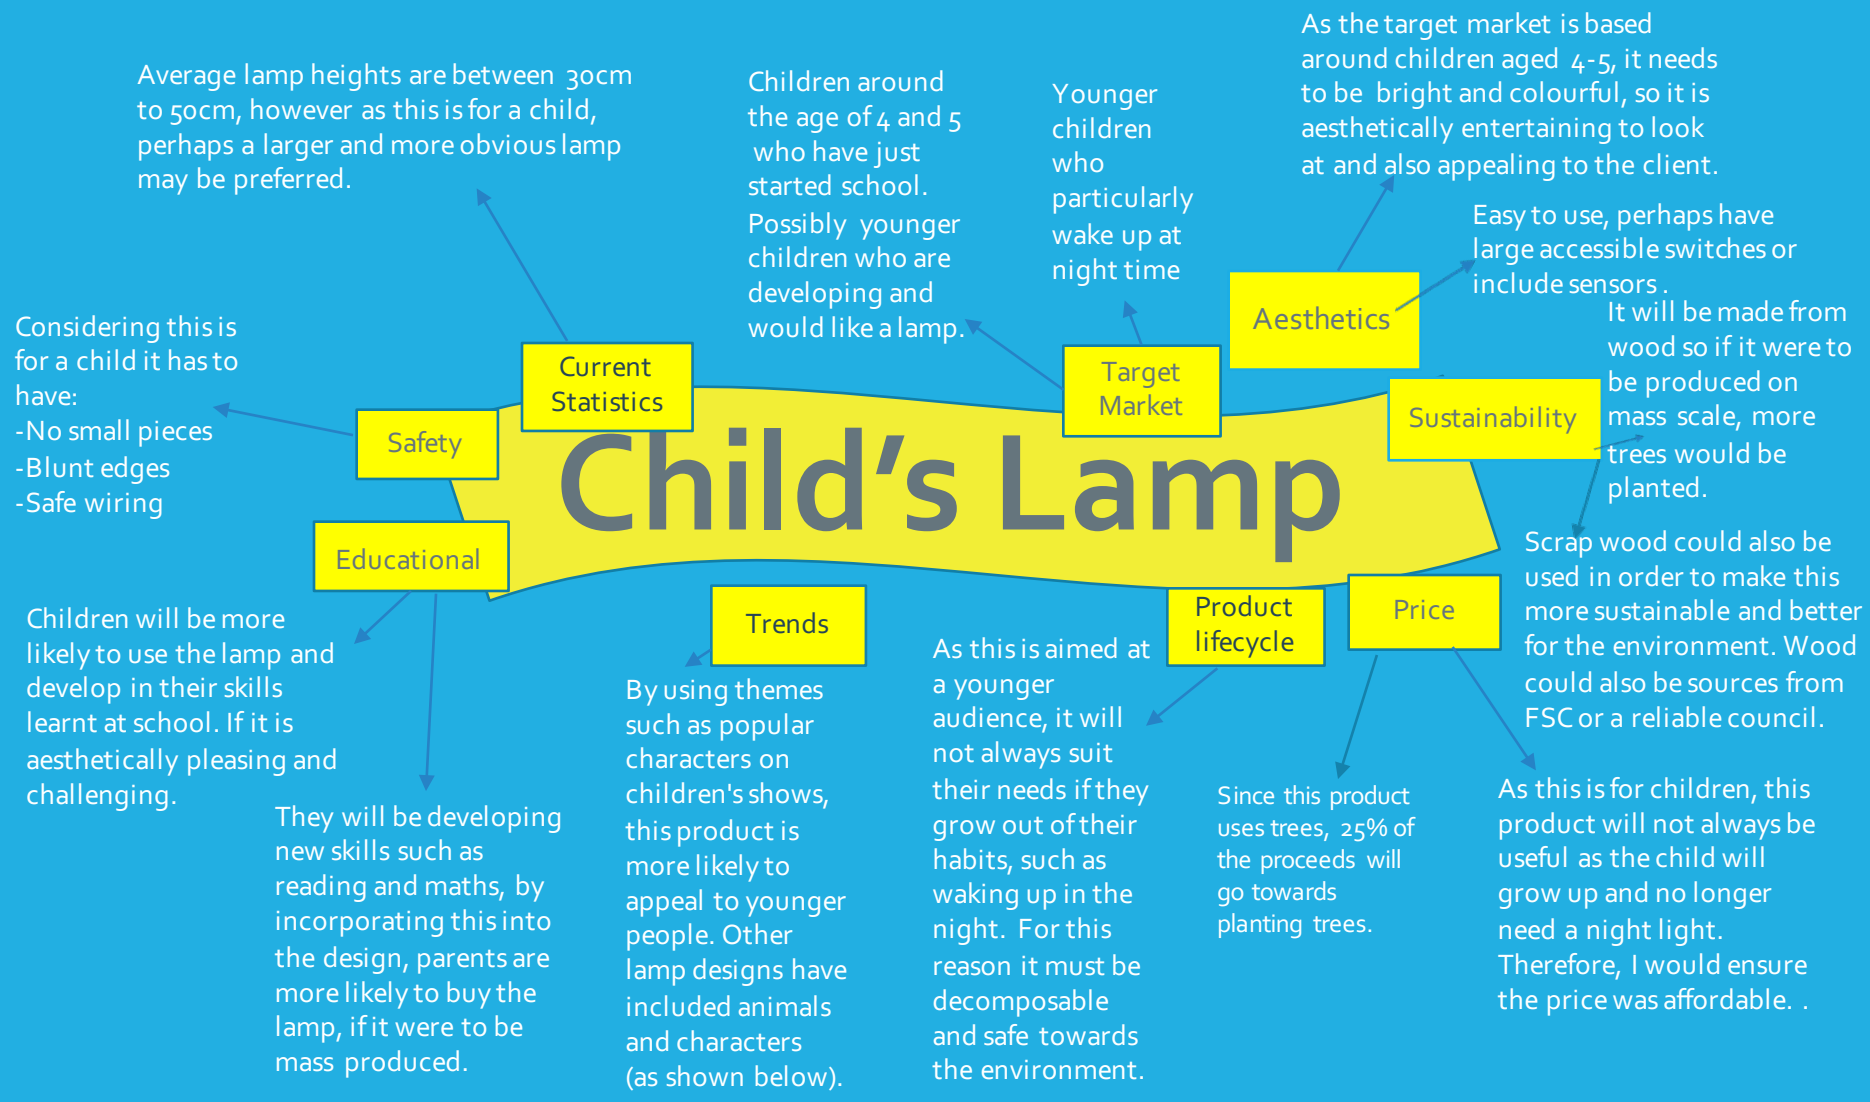 Average lamp heights are between 30cm
to 50cm, however as this is for a child,
perhaps a larger and more obvious lamp
may be preferred.
Children around
the age of 4 and 5
who have just
started school.
Possibly younger
children who are
developing and
would like a lamp.
Younger
children
who
particularly
wake up at
night time
As the target market is based
around children aged 4-5, it needs
to be bright and colourful, so it is
aesthetically entertaining to look
at and also appealing to the client.
Easy to use, perhaps have
large accessible switches or
include sensors .
Considering this is
for a child it has to
have:
-No small pieces
-Blunt edges
-Safe wiring
Current
Statistics
Target
Market
Aesthetics
It will be made from
wood so if it were to
be produced on
mass scale, more
trees would be
planted.
Safety
Sustainability
Child's Lamp
Educational
Trends
Product
lifecycle
Price
Scrap wood could also be
used in order to make this
more sustainable and better
for the environment. Wood
could also be sources from
FSC or a reliable council.
Children will be more
likely to use the lamp and
develop in their skills
learnt at school. If it is
aesthetically pleasing and
challenging.
They will be developing
new skills such as
reading and maths, by
incorporating this into
the design, parents are
more likely to buy the
lamp, if it were to be
mass produced.
By using themes
such as popular
characters on
children's shows,
this product is
more likely to
appeal to younger
people. Other
lamp designs have
included animals
and characters
(as shown below).
As this is aimed at
a younger
audience, it will
not always suit
their needs if they
grow out of their
habits, such as
waking up in the
night. For this
reason it must be
decomposable
and safe towards
the environment.
Since this product
uses trees, 25% of
the proceeds will
go towards
planting trees.
As this is for children, this
product will not always be
useful as the child will
grow up and no longer
need a night light.
Therefore, I would ensure
the price was affordable. .